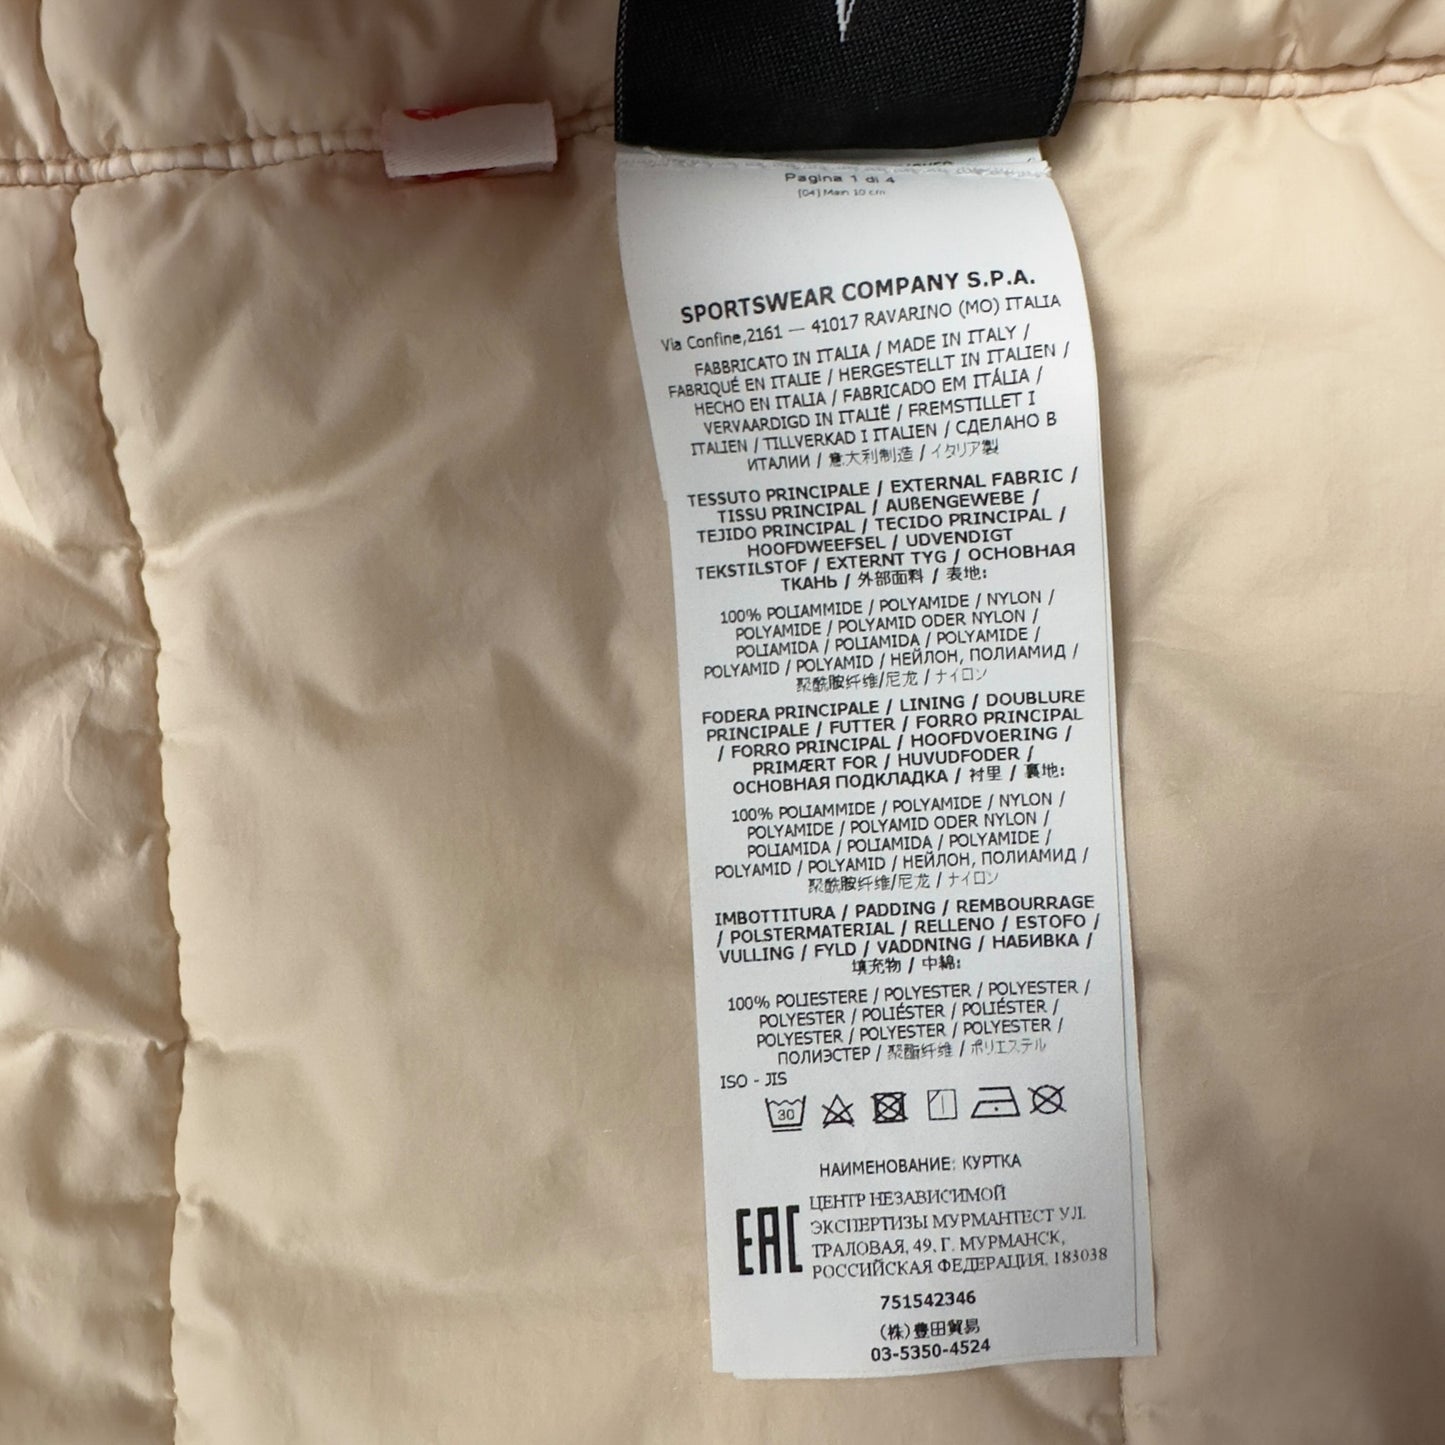 Pagina 1 di 4
[04] Main 10 cm
SPORTSWEAR COMPANY S.P.A.
Via Confine,2161 — 41017 RAVARINO (MO) ITALIA
FABBRICATO IN ITALIA / MADE IN ITALY /
FABRIQUÉ EN ITALIE / HERGESTELLT IN ITALIEN /
HECHO EN ITALIA / FABRICADO EM ITÁLIA /
VERVAARDIGD IN ITALIË / FREMSTILLET I
ITALIEN / TILLVERKAD I ITALIEN / СДЕЛАНО В
ИТАЛИИ / 意大利制造 / イタリア製
TESSUTO PRINCIPALE / EXTERNAL FABRIC /
TISSU PRINCIPAL / AUßENGEWEBE /
TEJIDO PRINCIPAL / TECIDO PRINCIPAL /
HOOFDWEEFSEL / UDVENDIGT
TEKSTILSTOF / EXTERNT TYG / ОСНОВНАЯ
ТКАНЬ / 外部面料 / 表地:
100% POLIAMMIDE / POLYAMIDE / NYLON /
POLYAMIDE / POLYAMID ODER NYLON /
POLIAMIDA / POLIAMIDA / POLYAMIDE /
POLYAMID / POLYAMID / НЕЙЛОН, ПОЛИАМИД /
聚酰胺纤维/尼龙 / ナイロン
FODERA PRINCIPALE / LINING / DOUBLURE
PRINCIPALE / FUTTER / FORRO PRINCIPAL
/ FORRO PRINCIPAL / HOOFDVOERING /
PRIMÆRT FOR / HUVUDFODER /
ОСНОВНАЯ ПОДКЛАДКА / 衬里 / 裏地:
100% POLIAMMIDE / POLYAMIDE / NYLON /
POLYAMIDE / POLYAMID ODER NYLON /
POLIAMIDA / POLIAMIDA / POLYAMIDE /
POLYAMID / POLYAMID / НЕЙЛОН, ПОЛИАМИД /
聚酰胺纤维/尼龙 / ナイロン
IMBOTTITURA / PADDING / REMBOURRAGE
/ POLSTERMATERIAL / RELLENO / ESTOFO /
VULLING / FYLD / VADDNING / НАБИВКА /
填充物 / 中綿:
100% POLIESTERE / POLYESTER / POLYESTER /
POLYESTER / POLIÉSTER / POLIÉSTER /
POLYESTER / POLYESTER / POLYESTER /
ПОЛИЭСТЕР / 聚酯纤维 / ポリエステル
ISO - JIS
30
НАИМЕНОВАНИЕ: КУРТКА
EAC
ЦЕНТР НЕЗАВИСИМОЙ
ЭКСПЕРТИЗЫ МУРМАНТЕСТ УЛ.
ТРАЛОВАЯ, 49, Г. МУРМАНСК,
РОССИЙСКАЯ ФЕДЕРАЦИЯ, 183038
751542346
(株)豊田貿易
03-5350-4524